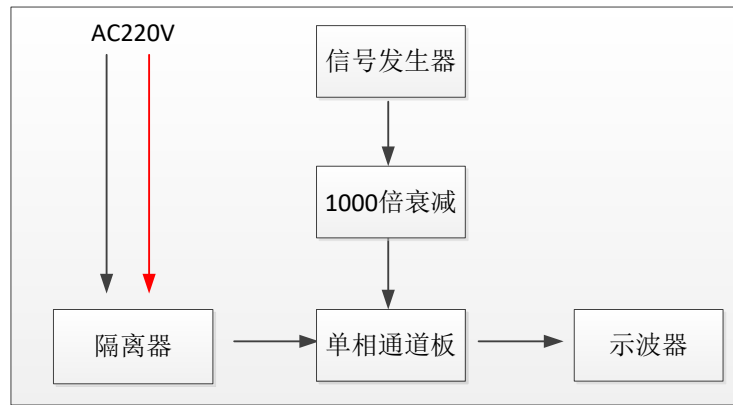 AC220V
信号发生器
1000倍衰减
隔离器
单相通道板
示波器